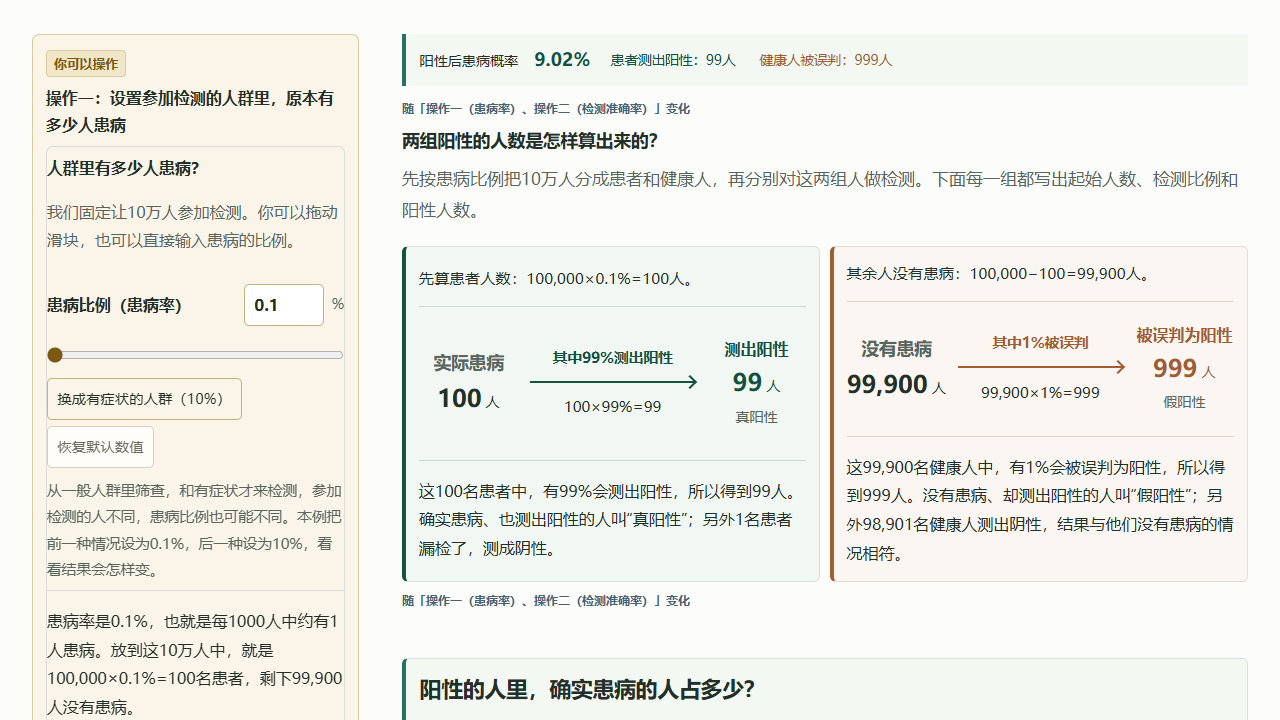 你可以操作
操作一：设置参加检测的人群里，原本有
多少人患病
人群里有多少人患病？
我们固定让10万人参加检测。你可以拖动
滑块，也可以直接输入患病的比例。
患病比例（患病率） 0.1 %
换成有症状的人群（10%）
恢复默认数值
从一般人群里筛查，和有症状才来检测，参加
检测的人不同，患病比例也可能不同。本例把
前一种情况设为0.1%，后一种设为10%，看
看结果会怎样变。
患病率是0.1%，也就是每1000人中约有1
人患病。放到这10万人中，就是
100,000×0.1%=100名患者，剩下99,900
人没有患病。
阳性后患病概率 9.02% 患者测出阳性：99人 健康人被误判：999人
随「操作一（患病率）、操作二（检测准确率）」变化
两组阳性的人数是怎样算出来的？
先按患病比例把10万人分成患者和健康人，再分别对这两组人做检测。下面每一组都写出起始人数、检测比例和
阳性人数。
先算患者人数：100,000×0.1%=100人。
实际患病
100 人
其中99%测出阳性
100×99%=99
测出阳性
99 人
真阳性
这100名患者中，有99%会测出阳性，所以得到99人。
确实患病、也测出阳性的人叫“真阳性”；另外1名患者
漏检了，测成阴性。
其余人没有患病：100,000−100=99,900人。
没有患病
99,900 人
其中1%被误判
99,900×1%=999
被误判为阳性
999 人
假阳性
这99,900名健康人中，有1%会被误判为阳性，所以得
到999人。没有患病、却测出阳性的人叫“假阳性”；另
外98,901名健康人测出阴性，结果与他们没有患病的情
况相符。
随「操作一（患病率）、操作二（检测准确率）」变化
阳性的人里，确实患病的人占多少？